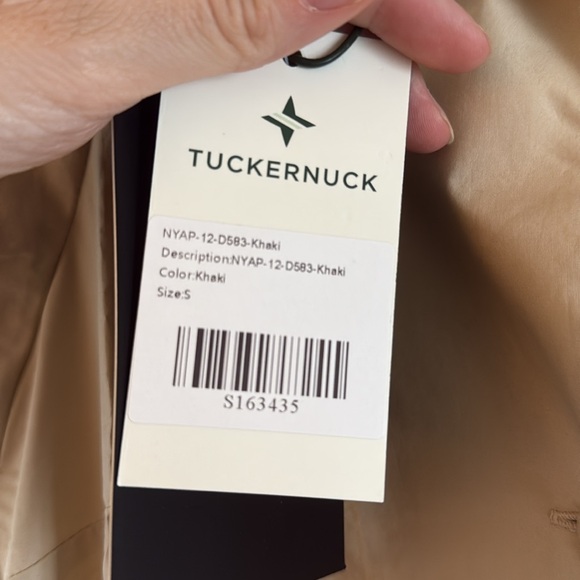 TUCKERNUCK
NYAP-12-D583-Khaki
Description:NYAP-12-D583-Khaki
Color:Khaki
Size:S
S163435